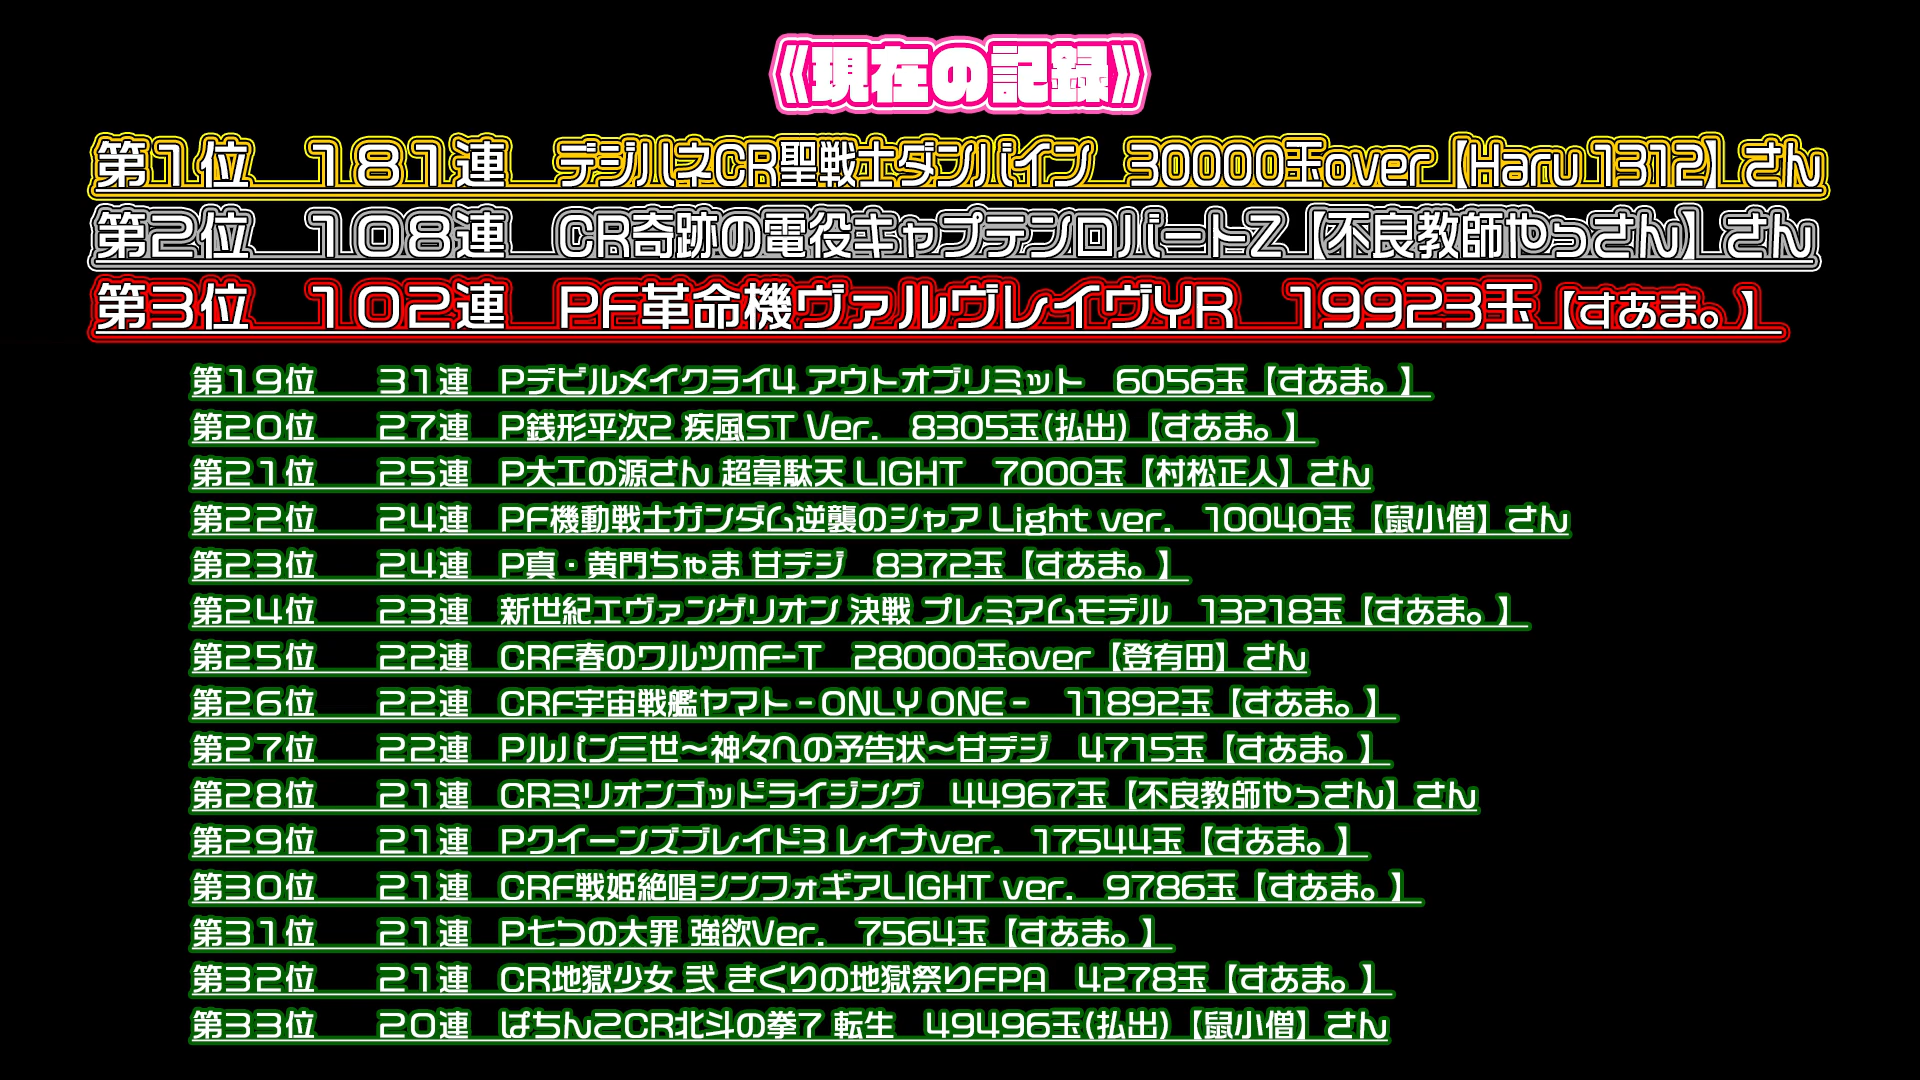 《現在の記録》
第1位　181連　デジハネCR聖戦士ダンバイン　30000玉over【Haru 1312】さん
第2位　108連　CR奇跡の電役キャプテンロバートZ【不良教師やっさん】さん
第3位　102連　PF革命機ヴァルヴレイヴYR　19923玉【すあま。】
第19位　31連　Pデビルメイクライ4 アウトオブリミット　6056玉【すあま。】
第20位　27連　P銭形平次2 疾風ST Ver.　8305玉(払出)【すあま。】
第21位　25連　P大工の源さん 超韋駄天 LIGHT　7000玉【村松正人】さん
第22位　24連　PF機動戦士ガンダム逆襲のシャア Light ver.　10040玉【鼠小僧】さん
第23位　24連　P真・黄門ちゃま 甘デジ　8372玉【すあま。】
第24位　23連　新世紀エヴァンゲリオン 決戦 プレミアムモデル　13218玉【すあま。】
第25位　22連　CRF春のワルツMF-T　28000玉over【登有田】さん
第26位　22連　CRF宇宙戦艦ヤマト-ONLY ONE-　11892玉【すあま。】
第27位　22連　Pルパン三世～神々への予告状～甘デジ　4715玉【すあま。】
第28位　21連　CRミリオンゴッドライジング　44967玉【不良教師やっさん】さん
第29位　21連　Pクイーンズブレイド3 レイナver.　17544玉【すあま。】
第30位　21連　CRF戦姫絶唱シンフォギアLIGHT ver.　9786玉【すあま。】
第31位　21連　P七つの大罪 強欲Ver.　7564玉【すあま。】
第32位　21連　CR地獄少女 弐 きくりの地獄祭りFPA　4278玉【すあま。】
第33位　20連　ぱちんこCR北斗の拳7 転生　49496玉(払出)【鼠小僧】さん